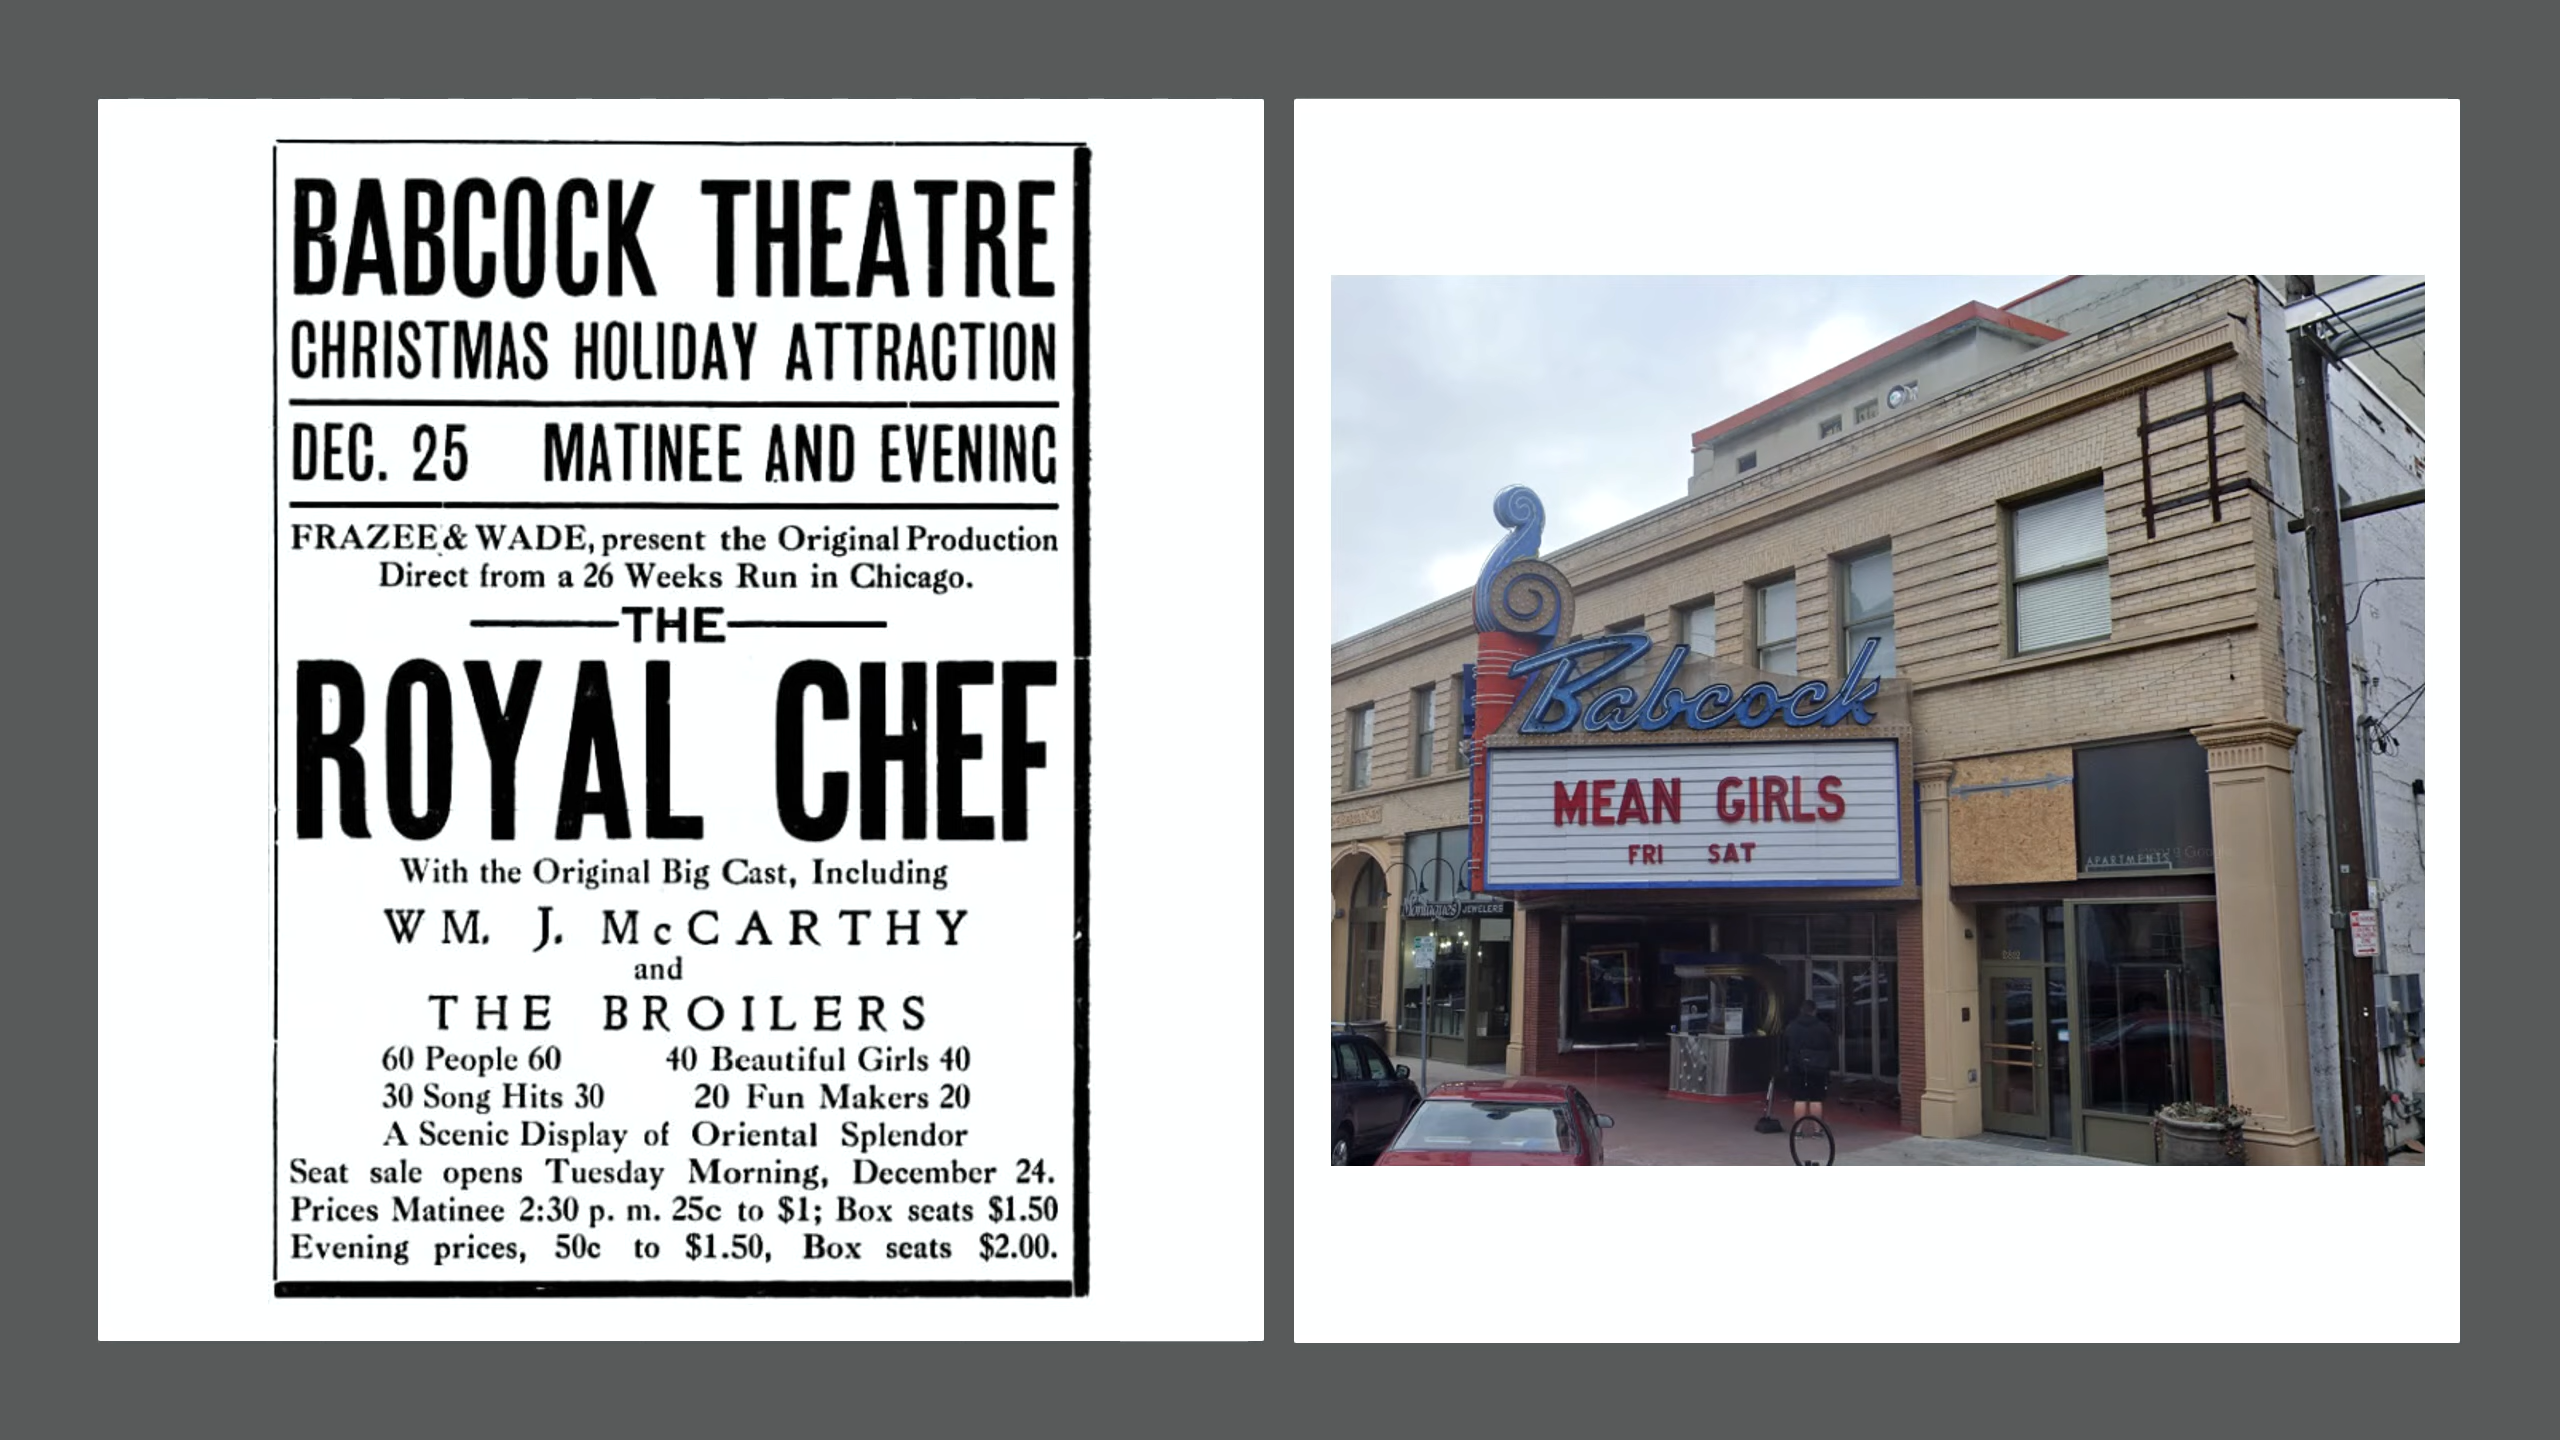 BABCOCK THEATRE
CHRISTMAS HOLIDAY ATTRACTION
DEC. 25 MATINEE AND EVENING
FRAZEE & WADE, present the Original Production
Direct from a 26 Weeks Run in Chicago.
THE
ROYAL CHEF
With the Original Big Cast, Including
WM. J. McCARTHY
and
THE BROILERS
60 People 60 40 Beautiful Girls 40
30 Song Hits 30 20 Fun Makers 20
A Scenic Display of Oriental Splendor
Seat sale opens Tuesday Morning, December 24.
Prices Matinee 2:30 p. m. 25c to $1; Box seats $1.50
Evening prices, 50c to $1.50, Box seats $2.00.
Babcock
MEAN GIRLS
FRI SAT
APARTMENTS
JEWELERS